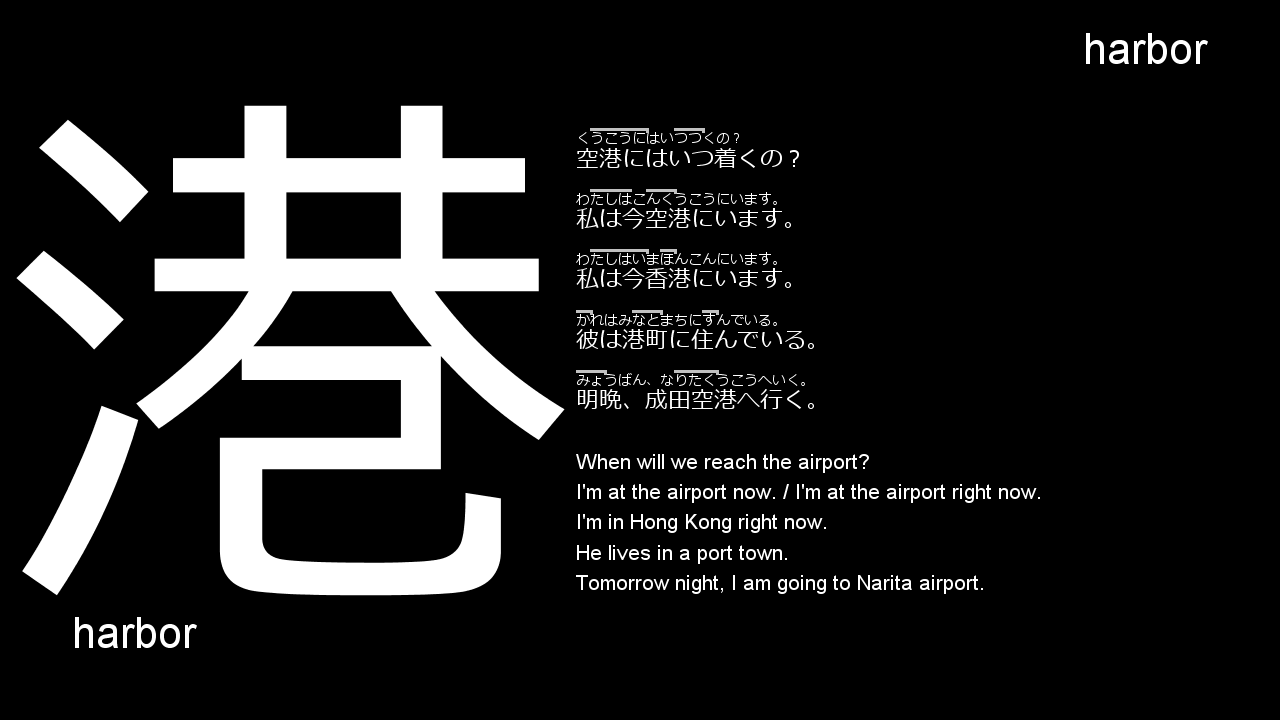 harbor
港
くうこうにはいつつくの？
空港にはいつ着くの？
わたしはこんくうこうにいます。
私は今空港にいます。
わたしはいまほんこんにいます。
私は今香港にいます。
かれはみなとまちにすんでいる。
彼は港町に住んでいる。
みょうばん、なりたくうこうへいく。
明晩、成田空港へ行く。
When will we reach the airport?
I'm at the airport now. / I'm at the airport right now.
I'm in Hong Kong right now.
He lives in a port town.
Tomorrow night, I am going to Narita airport.
harbor